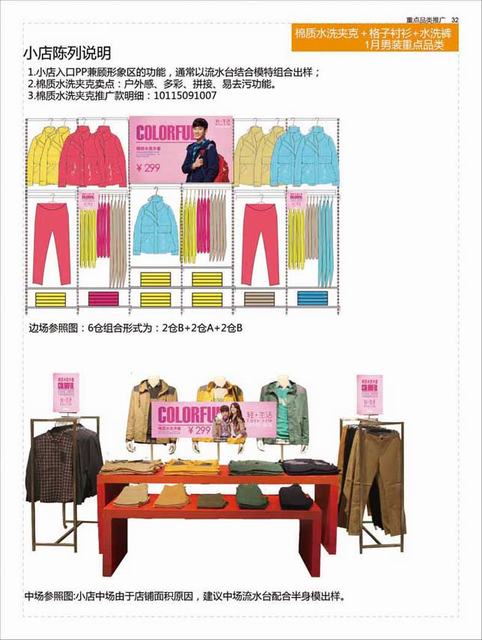 重点品类推广 32
棉质水洗夹克＋格子衬衫＋水洗裤
1月男装重点品类
小店陈列说明
1.小店入口PP兼顾形象区的功能，通常以流水台结合模特组合出样；
2.棉质水洗夹克卖点：户外感、多彩、拼接、易去污功能。
3.棉质水洗夹克推广款明细：10115091007
COLORFUL
¥299
边场参照图：6仓组合形式为：2仓B+2仓A+2仓B
COLORFUL
¥299
轻·生活
中场参照图:小店中场由于店铺面积原因，建议中场流水台配合半身模出样。